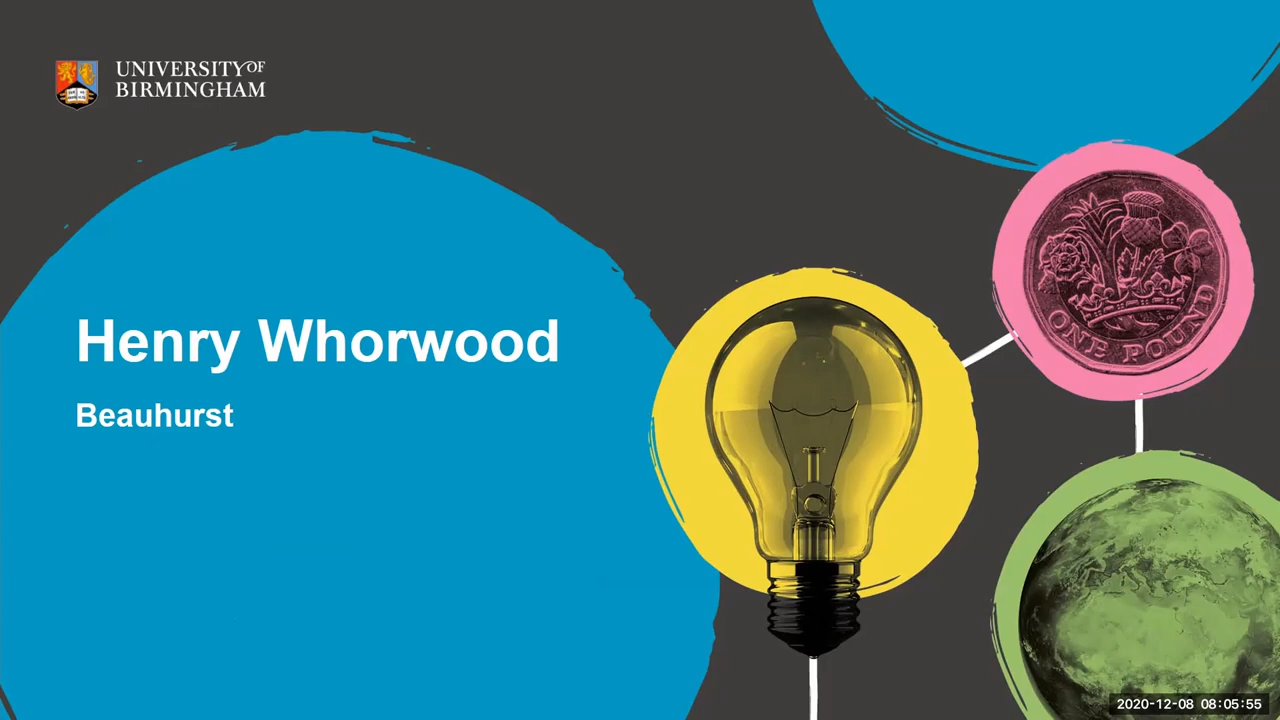 UNIVERSITY OF
BIRMINGHAM
Henry Whorwood
Beauhurst
ONE POUND
2020-12-08 08:05:55